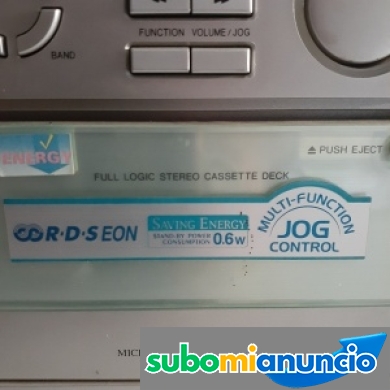 BAND
FUNCTION VOLUME/JOG
ENERGY
PUSH EJECT
FULL LOGIC STEREO CASSETTE DECK
R·D·S EON
SAVING ENERGY
STAND-BY POWER
CONSUMPTION 0.6W
MULTI-FUNCTION
JOG
CONTROL
subomianuncio